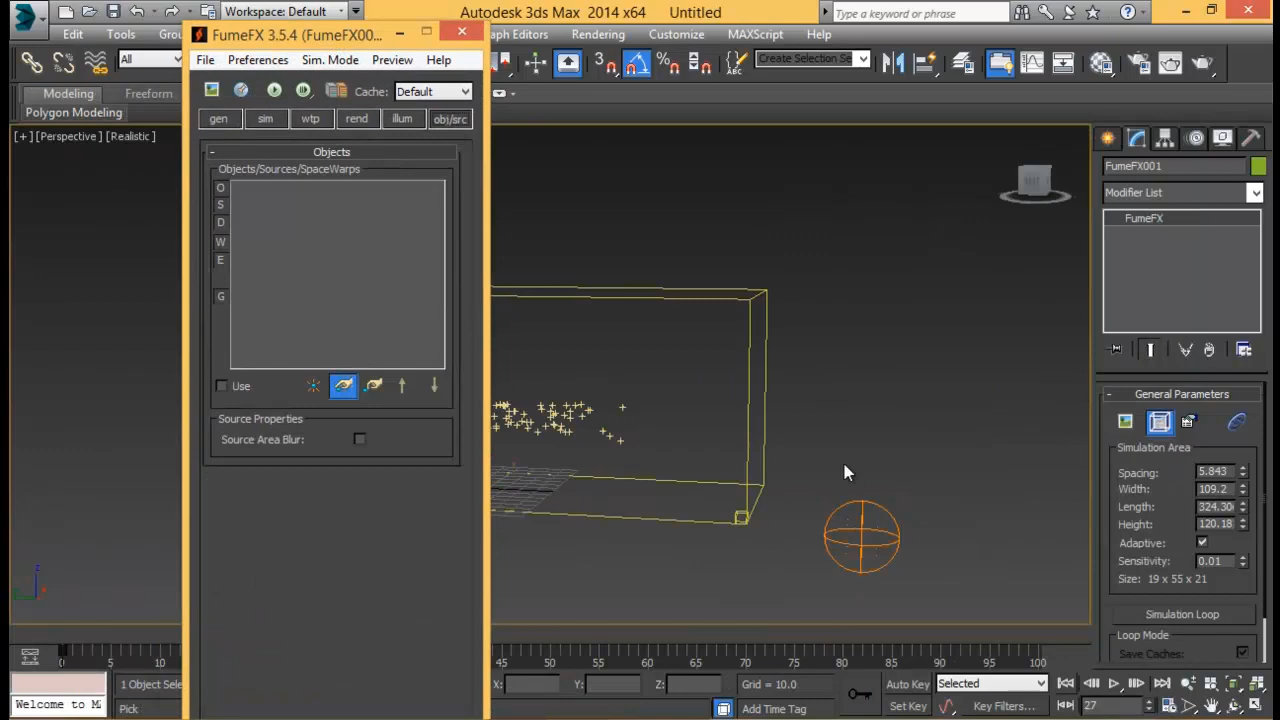 Workspace: Default
Autodesk 3ds Max 2014 x64
Untitled
Type a keyword or phrase
Edit
Tools
Grou
ph Editors
Rendering
Customize
MAXScript
Help
All
Create Selection Se
Modeling
Freeform
Polygon Modeling
[+] [Perspective] [Realistic]
FumeFX 3.5.4 (FumeFX00...
File
Preferences
Sim. Mode
Preview
Help
Cache:
Default
gen
sim
wtp
rend
illum
obj/src
- Objects
Objects/Sources/SpaceWarps
O
S
D
W
E
G
Use
Source Properties
Source Area Blur:
FumeFX001
Modifier List
FumeFX
- General Parameters
Simulation Area
Spacing: 5.843
Width: 109.2
Length: 324.30
Height: 120.18
Adaptive:
Sensitivity: 0.01
Size: 19 x 55 x 21
Simulation Loop
Loop Mode
Save Caches:
0 5 10 45 50 55 60 65 70 75 80 85 90 95 100
1 Object Sele
X:
Y:
Z:
Grid = 10.0
Auto Key
Selected
Welcome to MA
Pick
Add Time Tag
Set Key
Key Filters...
27